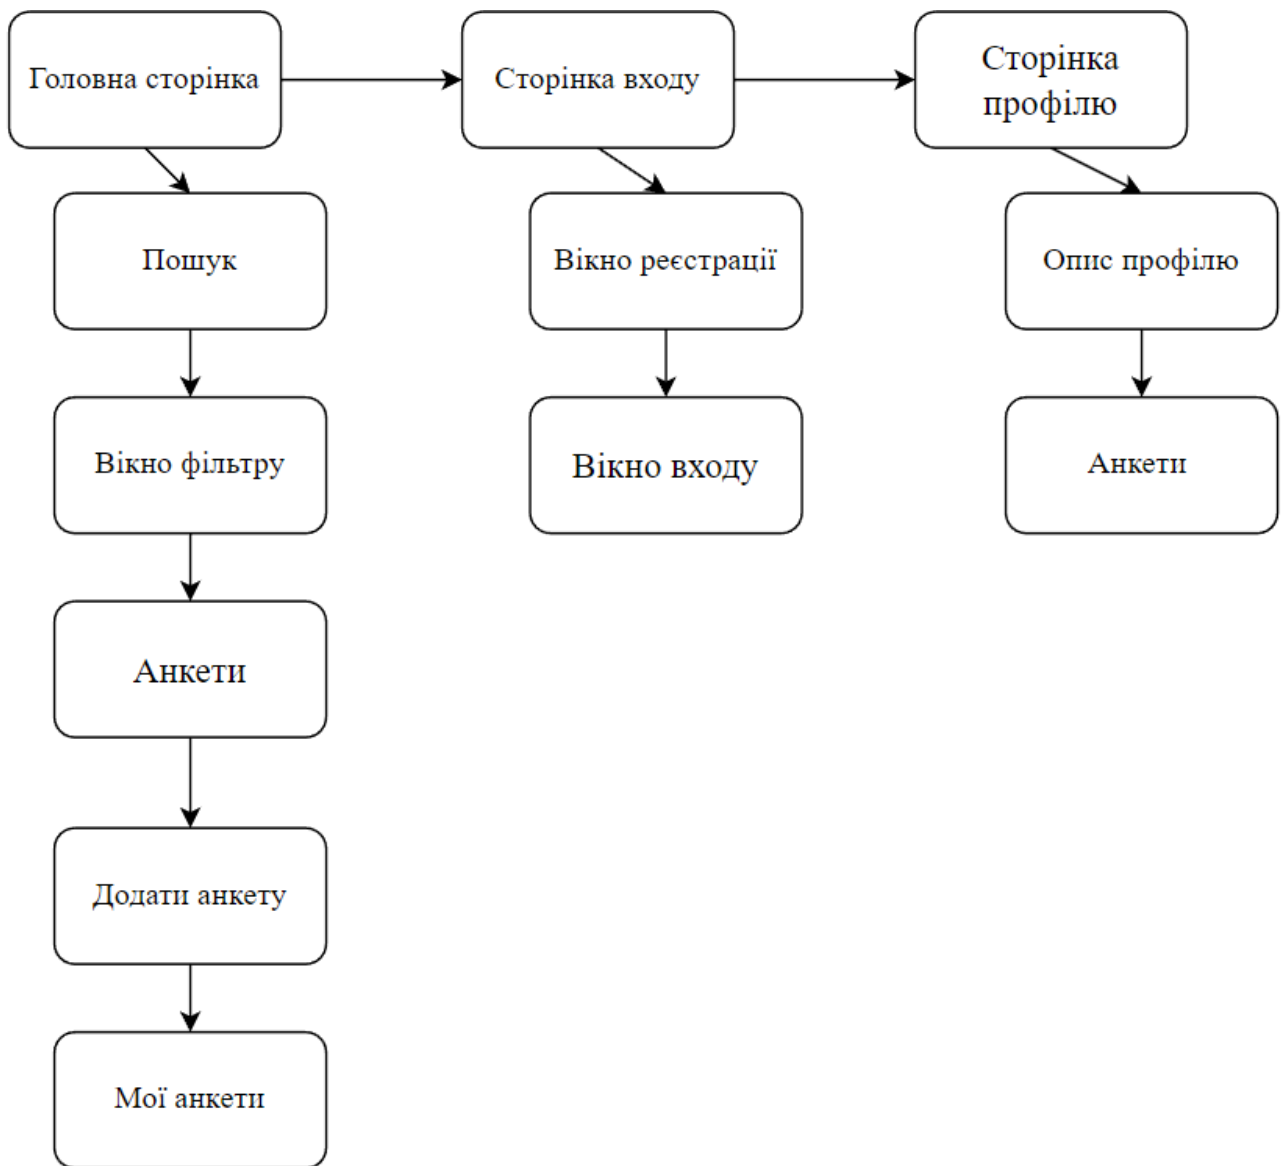 Головна сторінка
Сторінка входу
Сторінка
профілю
Пошук
Вікно реєстрації
Опис профілю
Вікно фільтру
Вікно входу
Анкети
Анкети
Додати анкету
Мої анкети